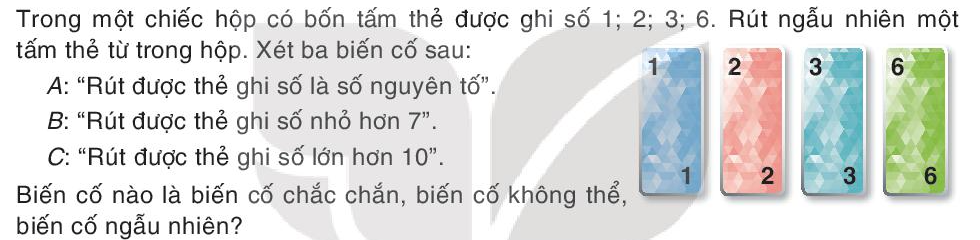 Trong một chiếc hộp có bốn tấm thẻ được ghi số 1; 2; 3; 6. Rút ngẫu nhiên một
tấm thẻ từ trong hộp. Xét ba biến cố sau:
A: “Rút được thẻ ghi số là số nguyên tố”.
B: “Rút được thẻ ghi số nhỏ hơn 7”.
C: “Rút được thẻ ghi số lớn hơn 10”.
Biến cố nào là biến cố chắc chắn, biến cố không thể,
biến cố ngẫu nhiên?
1 2 3 6
1 2 3 6